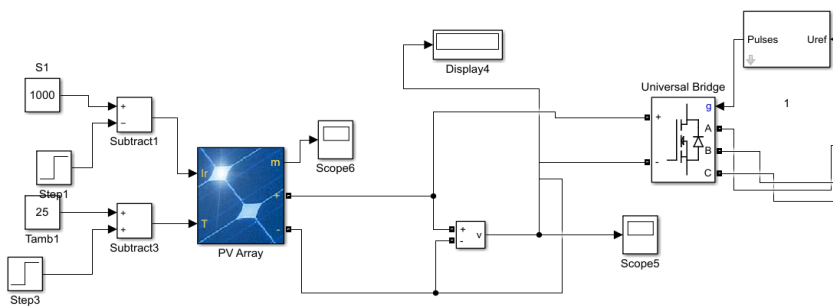 Pulses
Uref
Display4
S1
1000
Universal Bridge
g
1
+
+
−
A
Subtract1
B
-
m
C
Ir
Scope6
Step1
+
25
+
T
+
+
v
-
-
Tamb1
Subtract3
PV Array
Scope5
Step3